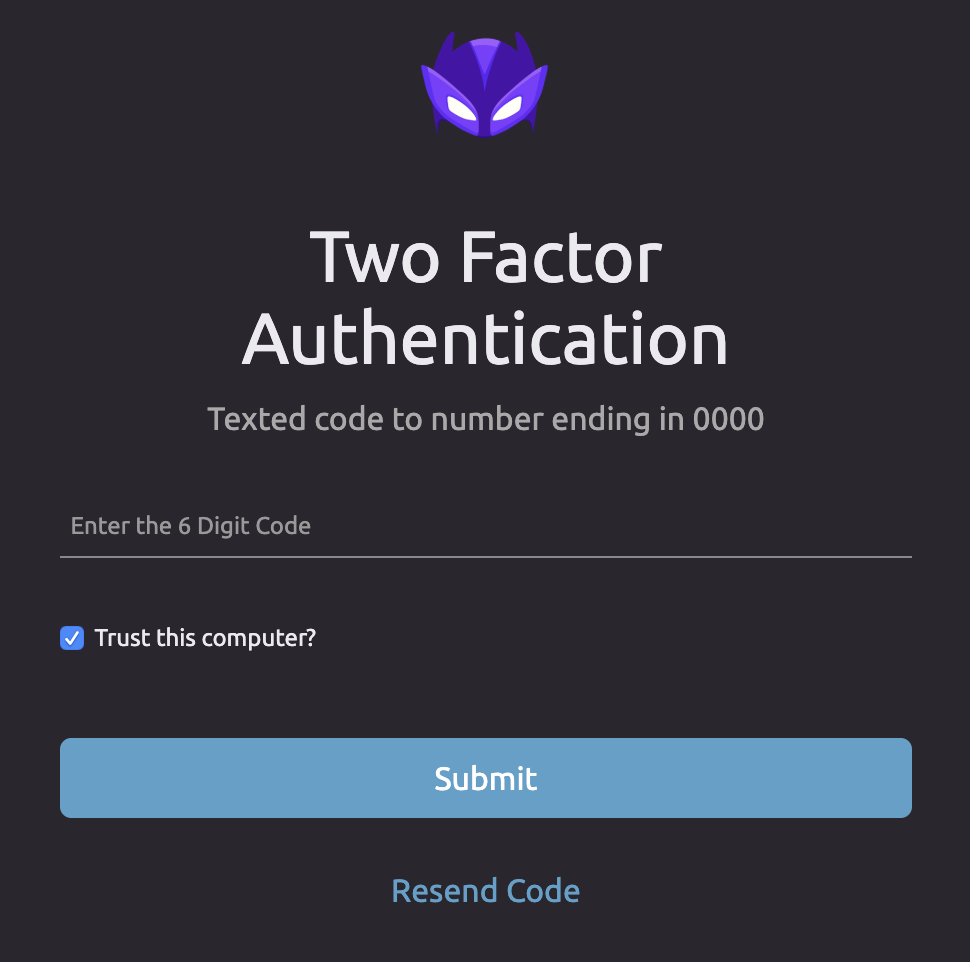 Two Factor
Authentication
Texted code to number ending in 0000
Enter the 6 Digit Code
Trust this computer?
Submit
Resend Code